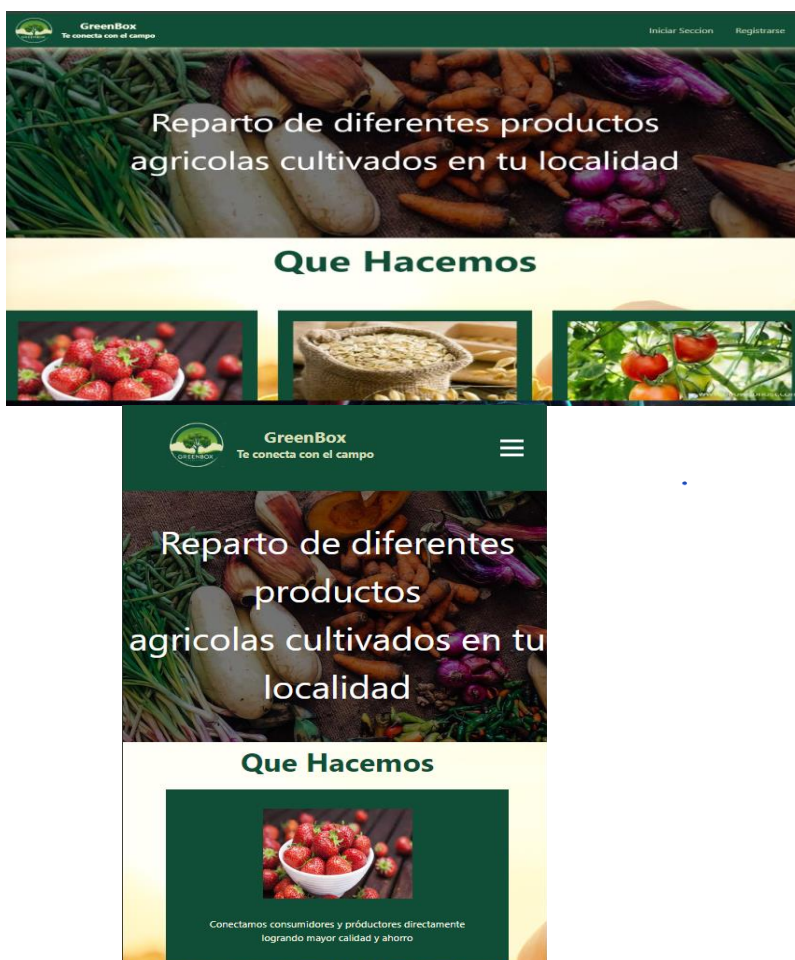 GreenBox
Te conecta con el campo
Iniciar Seccion Registrarse
Reparto de diferentes productos
agricolas cultivados en tu localidad
Que Hacemos
GREENBOX
GreenBox
Te conecta con el campo
Reparto de diferentes
productos
agricolas cultivados en tu
localidad
Que Hacemos
Conectamos consumidores y próductores directamente
logrando mayor calidad y ahorro